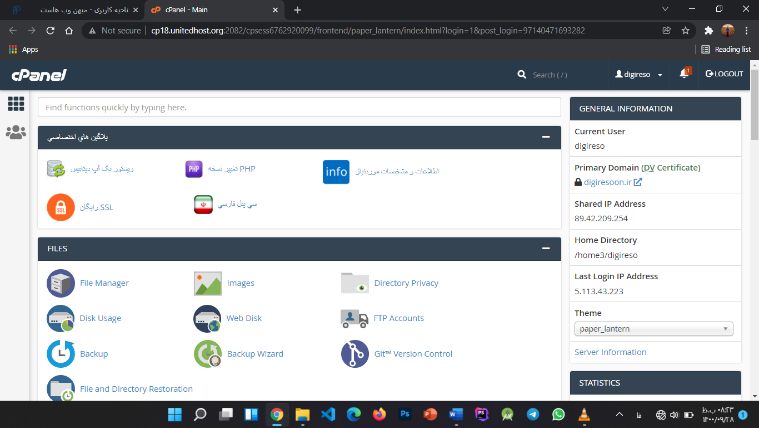 ناحیه کاربری - میهن وب هاست
cPanel - Main
Not secure
cp18.unitedhost.org:2082/cpsess6762920099/frontend/paper_lantern/index.html?login=1&post_login=97140471693282
Apps
Reading list
cPanel
Search ( / )
digireso
1
LOGOUT
Find functions quickly by typing here.
پلاگین های اختصاصی
ریستور بک آپ دیتابیس
تغییر نسخه PHP
info
اطلاعات و مشخصات موردنیاز
SSL رایگان
سی پنل فارسی
FILES
File Manager
Images
Directory Privacy
Disk Usage
Web Disk
FTP Accounts
Backup
Backup Wizard
Git™ Version Control
File and Directory Restoration
GENERAL INFORMATION
Current User
digireso
Primary Domain (DV Certificate)
digiresoon.ir
Shared IP Address
89.42.209.254
Home Directory
/home3/digireso
Last Login IP Address
5.113.43.223
Theme
paper_lantern
Server Information
STATISTICS
۰۸:۲۳ ب.ظ
۱۴۰۰/۰۹/۲۸